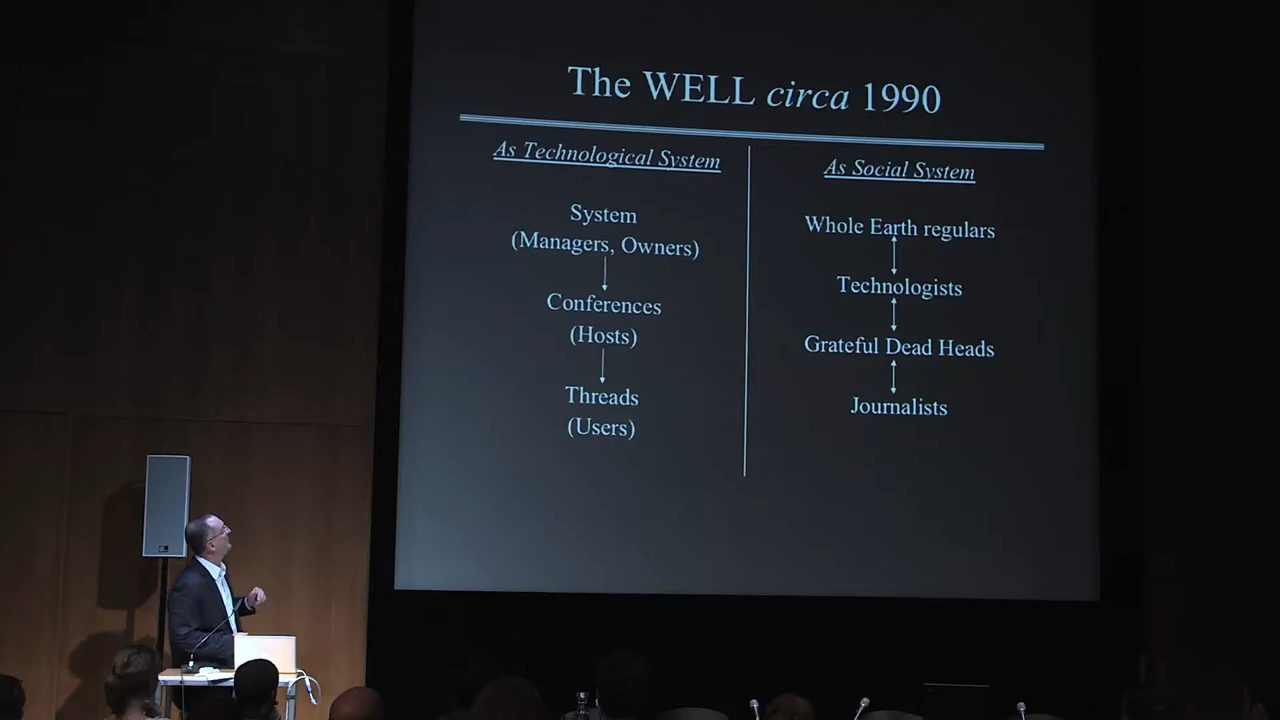 The WELL circa 1990
As Technological System
System
(Managers, Owners)
Conferences
(Hosts)
Threads
(Users)
As Social System
Whole Earth regulars
Technologists
Grateful Dead Heads
Journalists